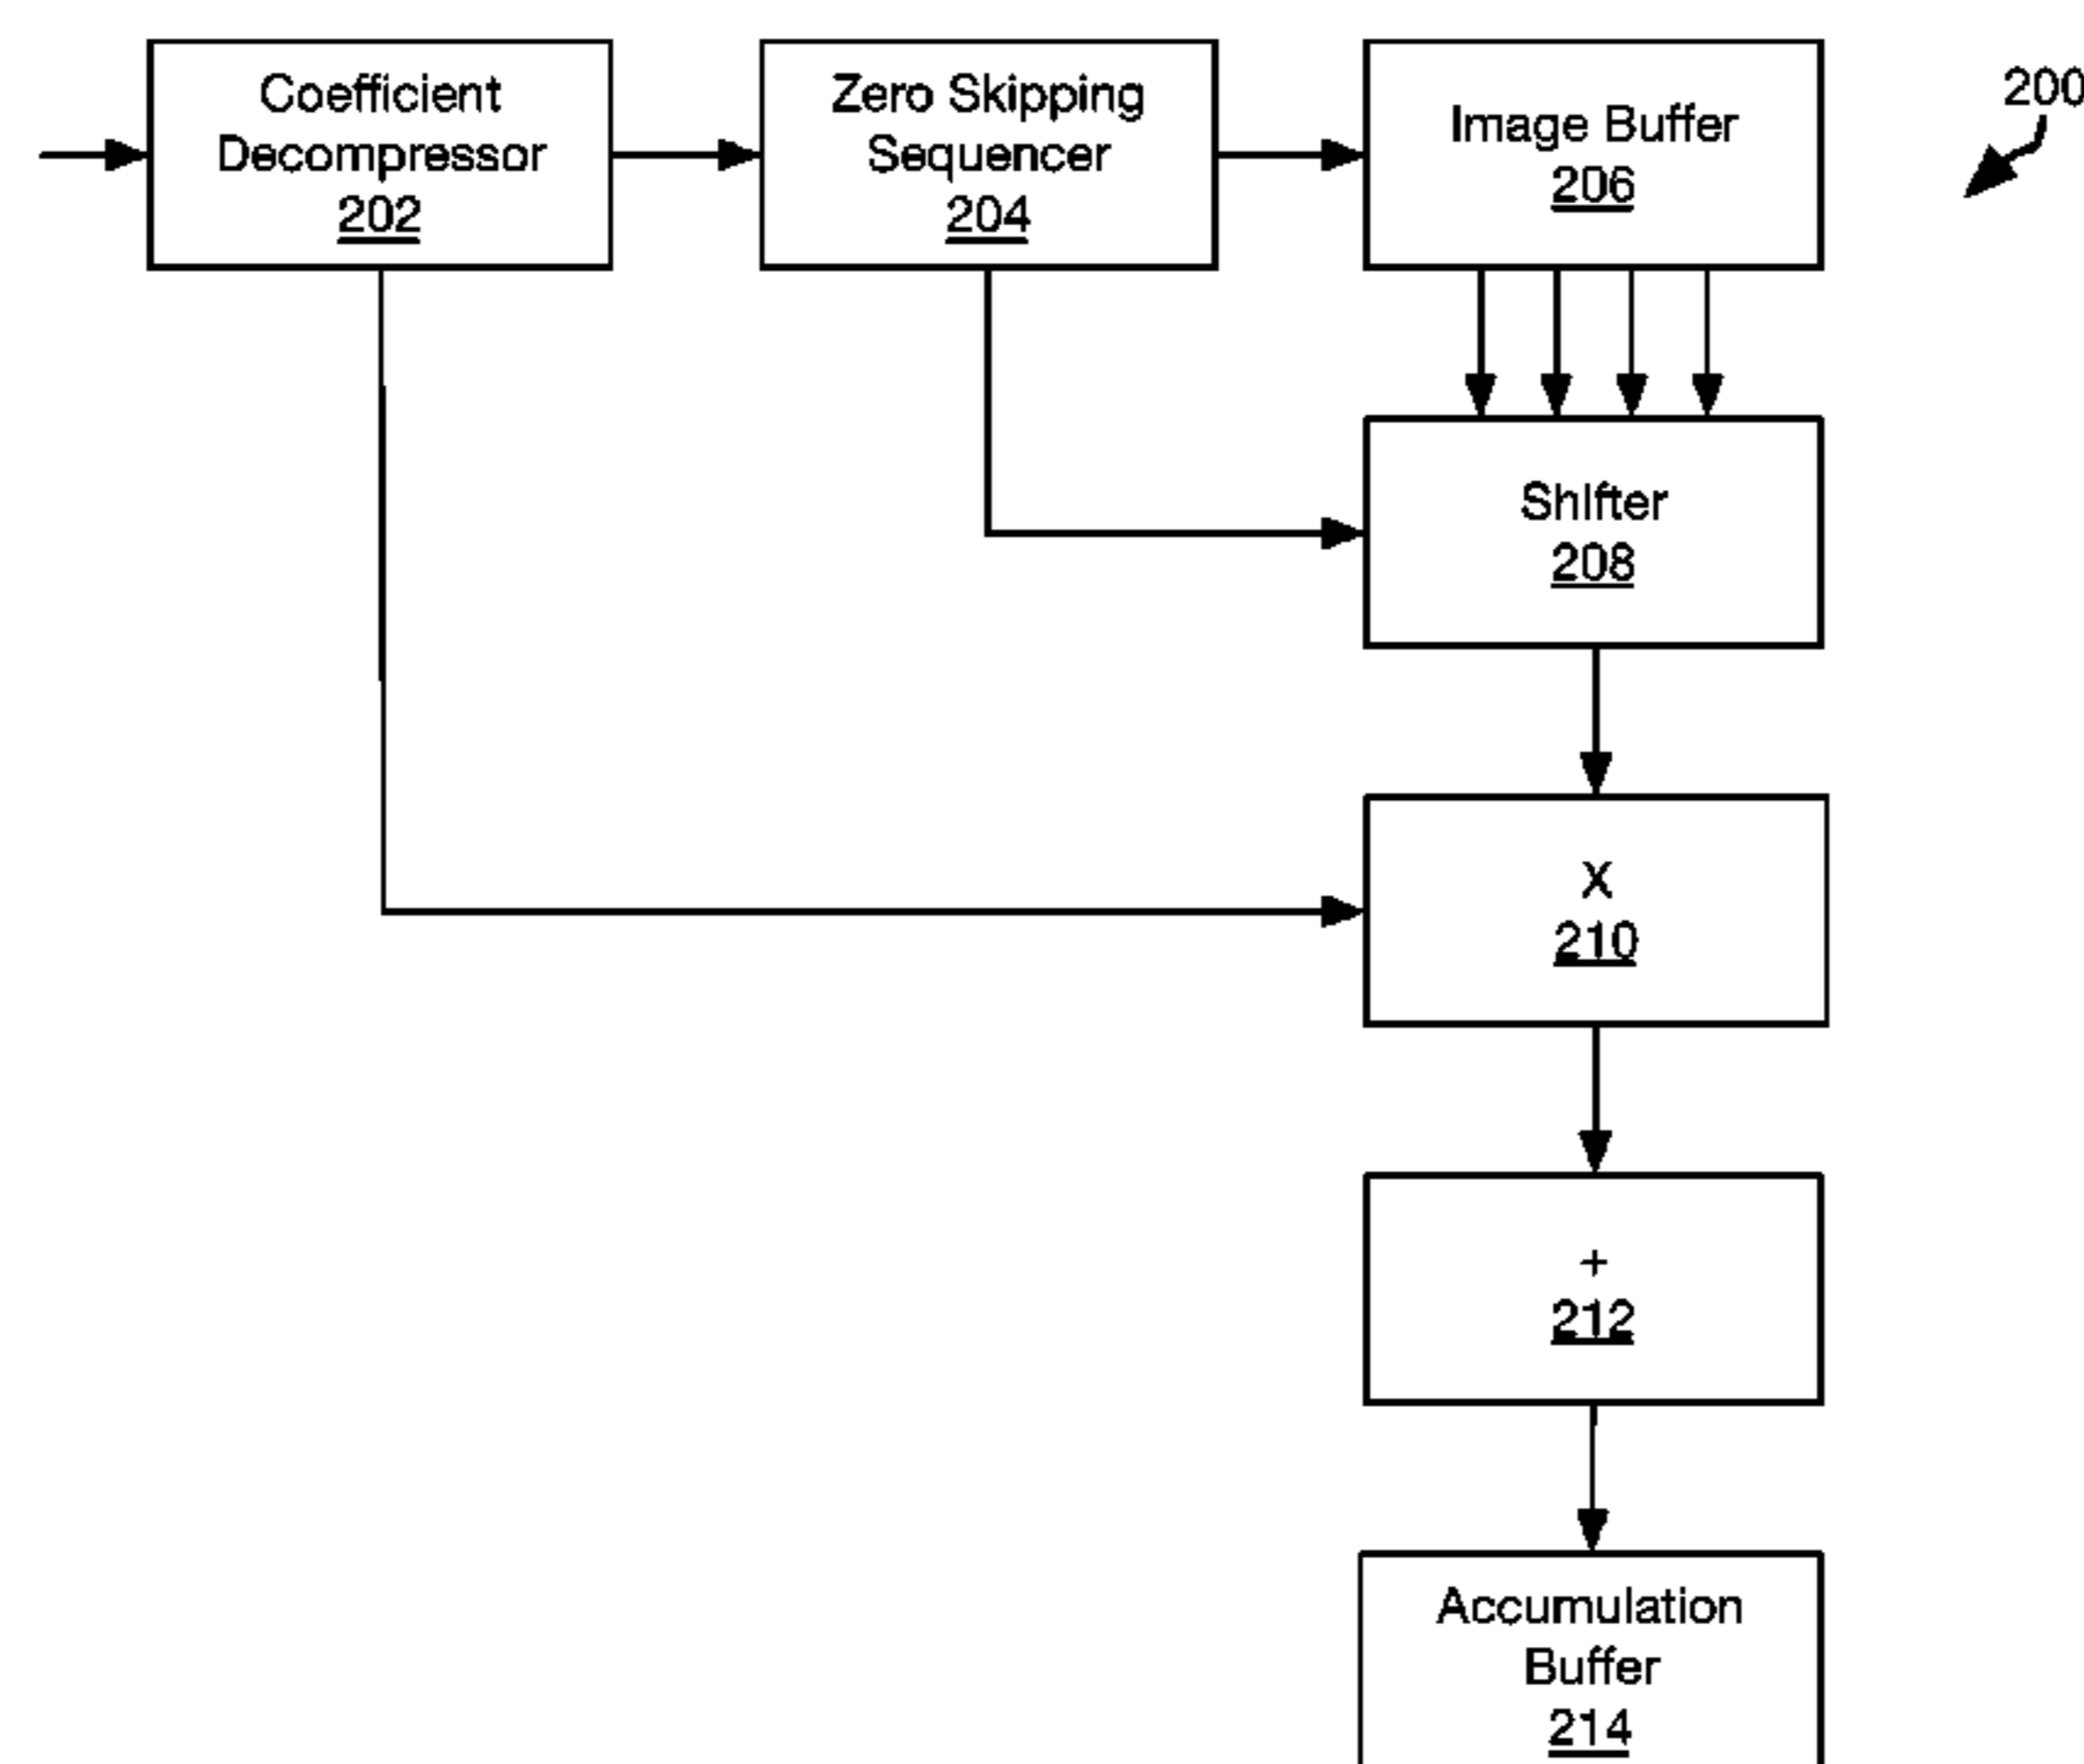 Coefficient
Decompressor
202
Zero Skipping
Sequencer
204
Image Buffer
206
200
Shifter
208
X
210
+
212
Accumulation
Buffer
214